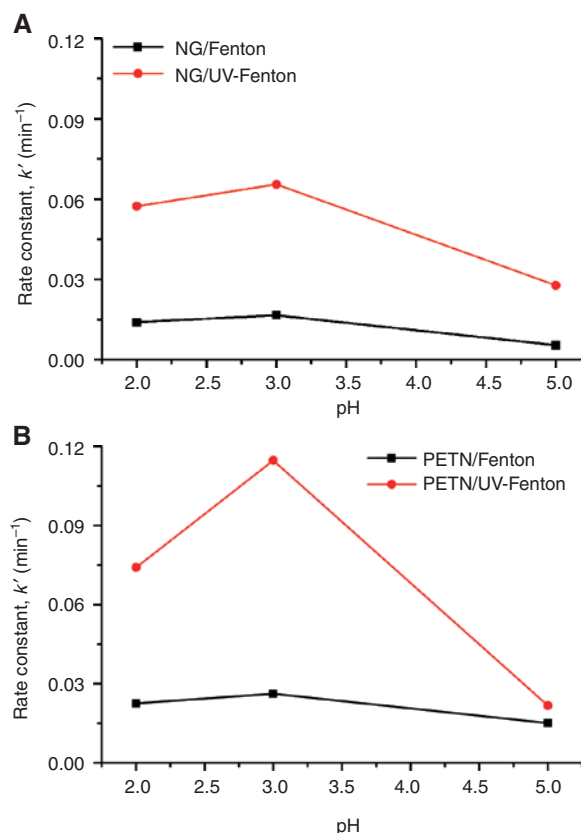 A
0.12
NG/Fenton
NG/UV-Fenton
0.09
0.06
0.03
0.00
Rate constant, k′ (min−1)
2.0 2.5 3.0 3.5 4.0 4.5 5.0
pH
B
0.12
PETN/Fenton
PETN/UV-Fenton
0.09
0.06
0.03
0.00
Rate constant, k′ (min−1)
2.0 2.5 3.0 3.5 4.0 4.5 5.0
pH